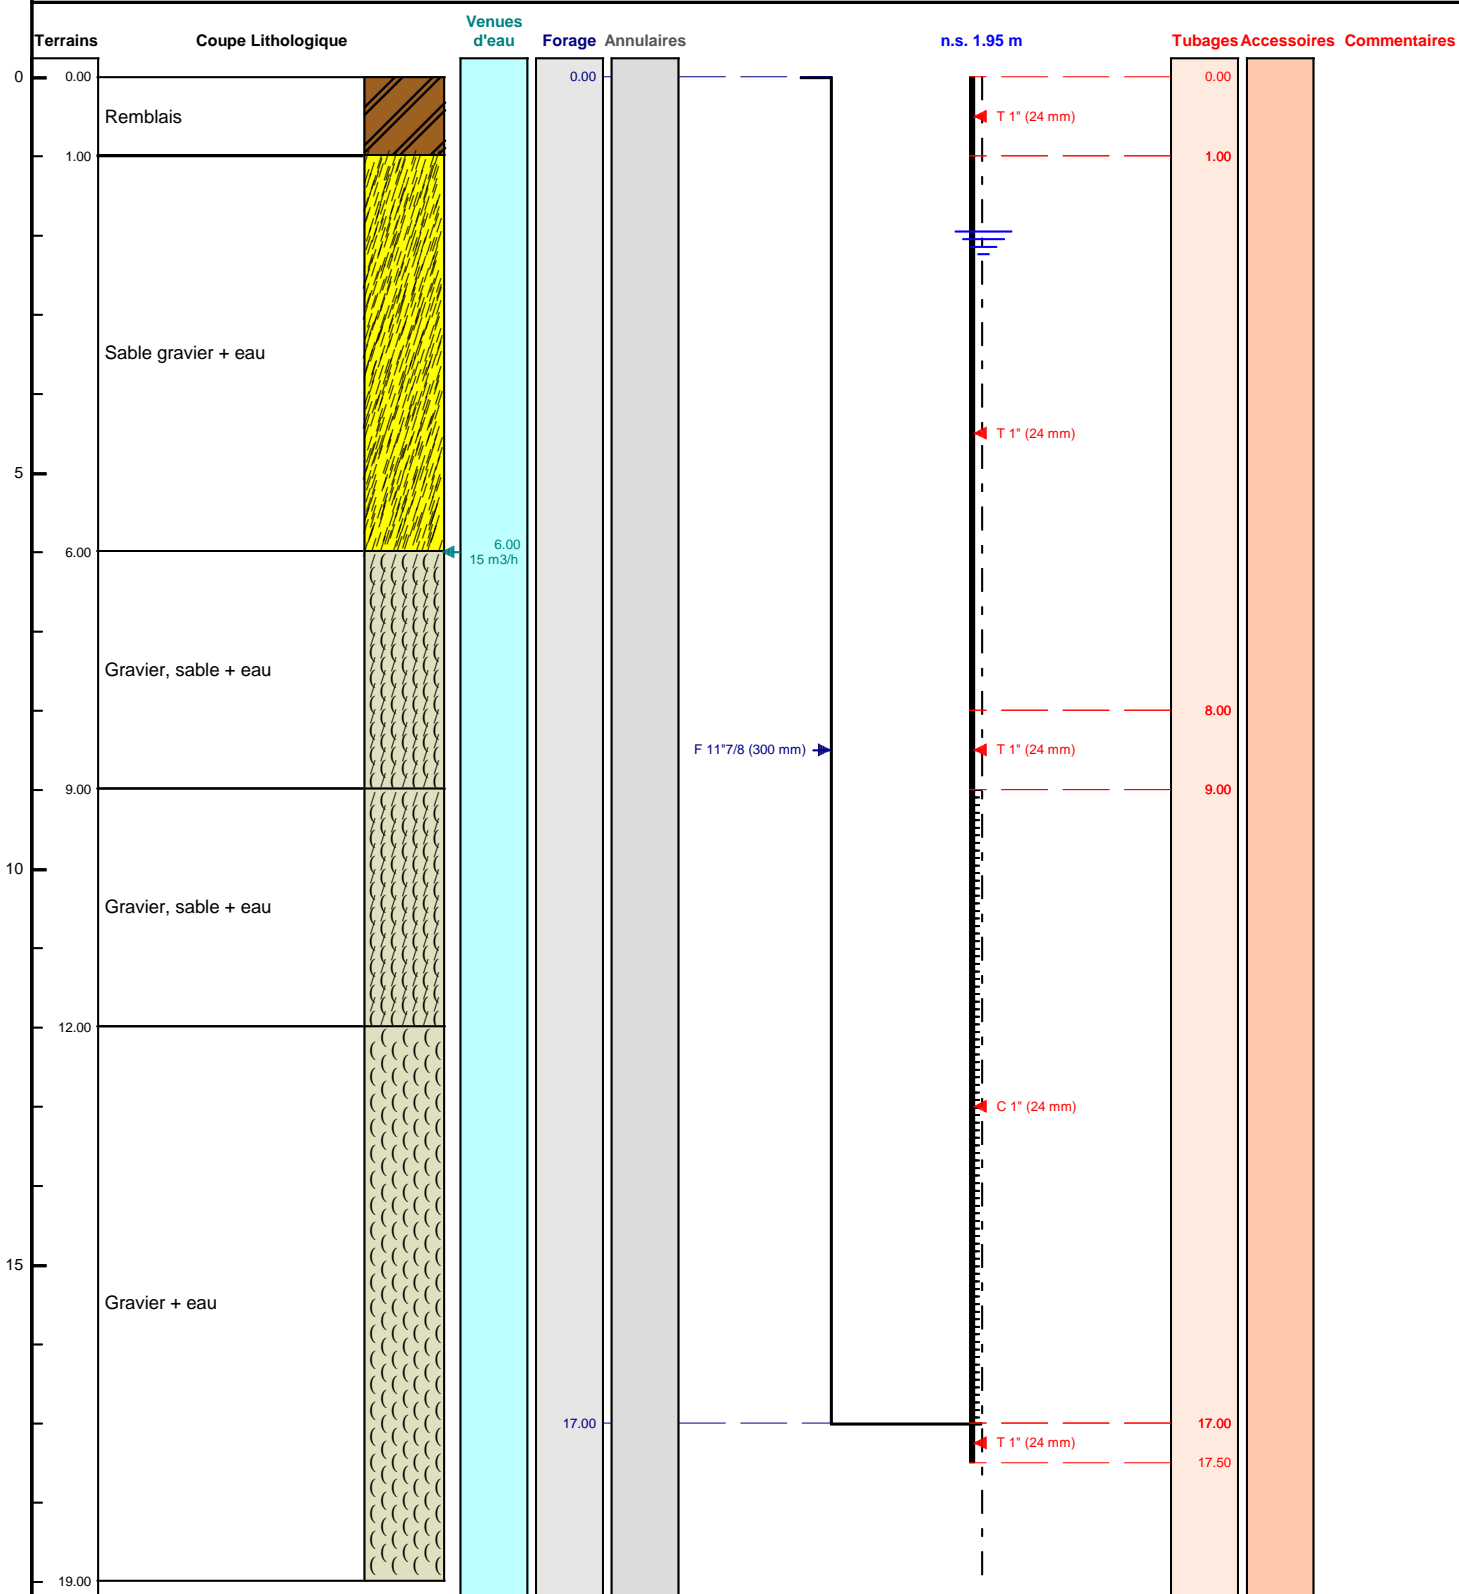 Terrains
Coupe Lithologique
Venues
d'eau
Forage
Annulaires
n.s. 1.95 m
Tubages
Accessoires
Commentaires
0
0.00
0.00
0.00
Remblais
T 1" (24 mm)
1.00
1.00
Sable gravier + eau
T 1" (24 mm)
5
6.00
6.00
15 m3/h
Gravier, sable + eau
8.00
F 11"7/8 (300 mm)
T 1" (24 mm)
9.00
9.00
10
Gravier, sable + eau
12.00
C 1" (24 mm)
15
Gravier + eau
17.00
17.00
T 1" (24 mm)
17.50
19.00